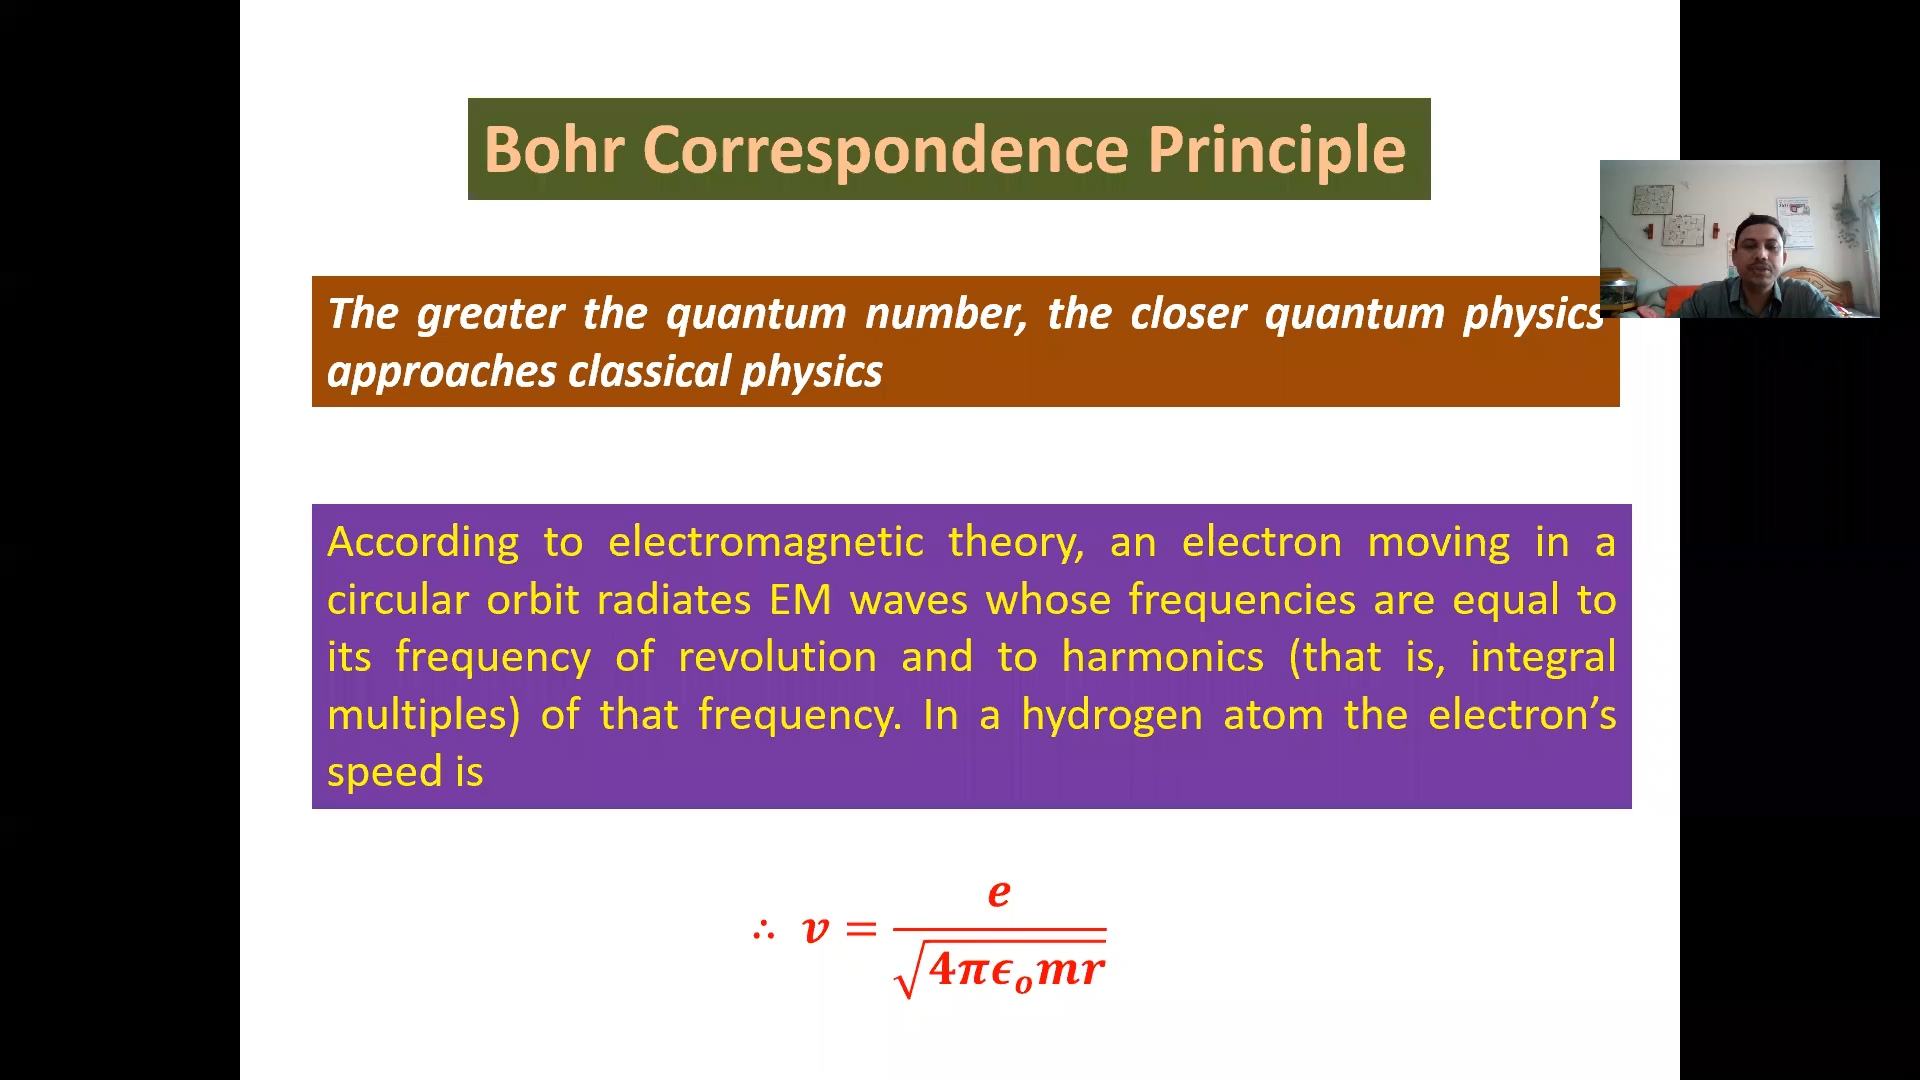 Bohr Correspondence Principle
The greater the quantum number, the closer quantum physics
approaches classical physics
According to electromagnetic theory, an electron moving in a
circular orbit radiates EM waves whose frequencies are equal to
its frequency of revolution and to harmonics (that is, integral
multiples) of that frequency. In a hydrogen atom the electron’s
speed is
∴ v = e / √(4πϵₒmr)